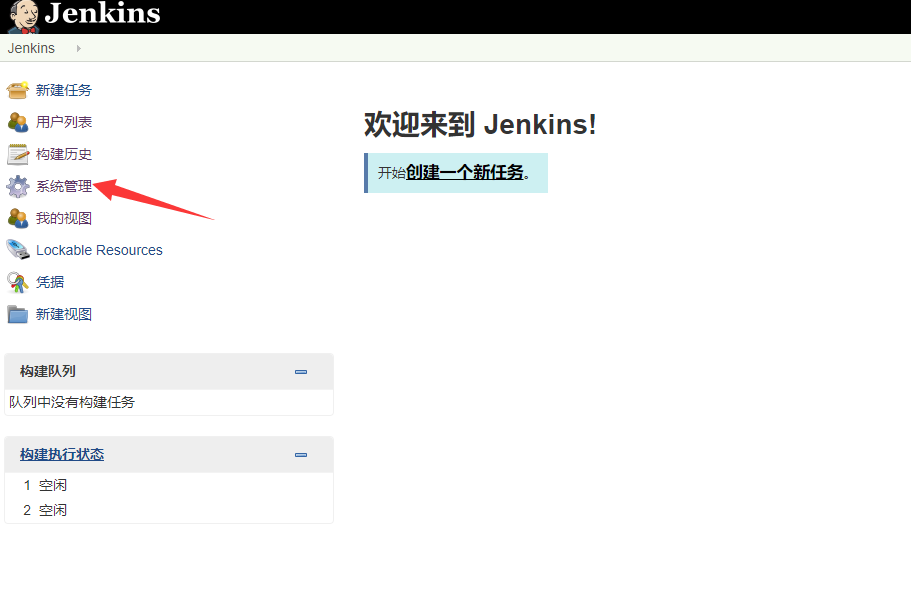 Jenkins
Jenkins
新建任务
用户列表
构建历史
系统管理
我的视图
Lockable Resources
凭据
新建视图
构建队列
队列中没有构建任务
构建执行状态
1 空闲
2 空闲
欢迎来到 Jenkins!
开始创建一个新任务。